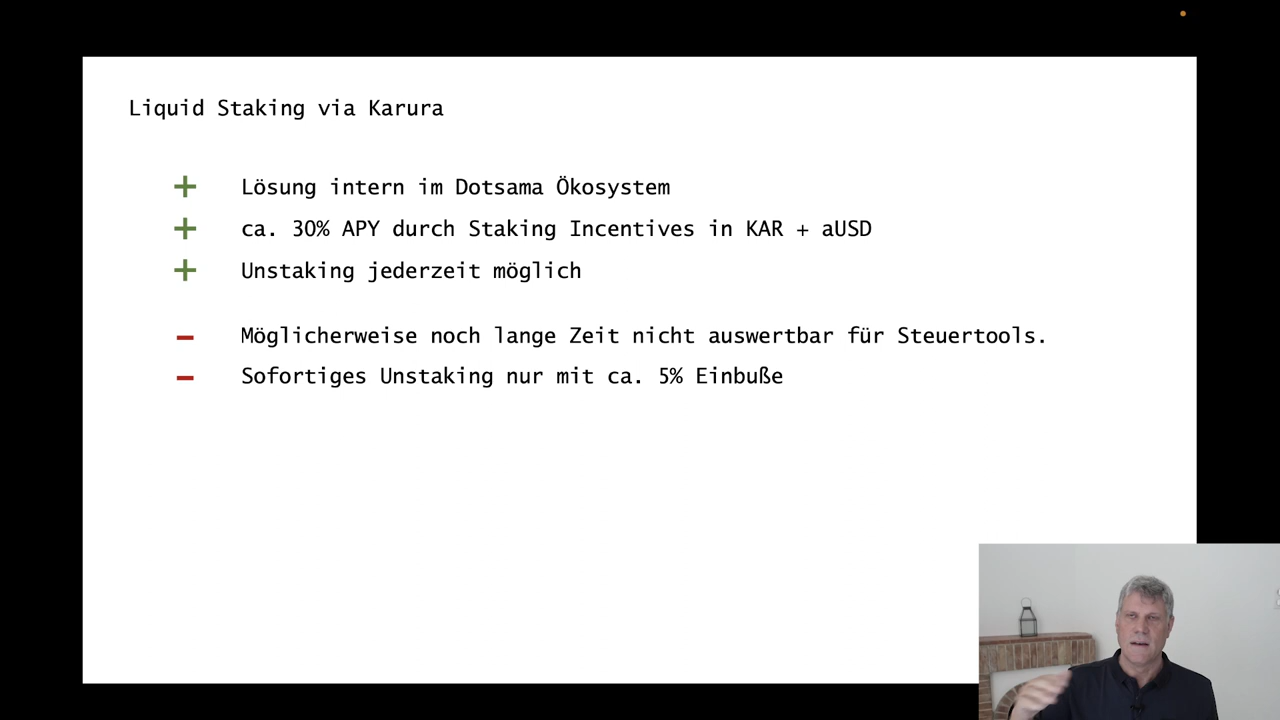 Liquid Staking via Karura
+ Lösung intern im Dotsama Ökosystem
+ ca. 30% APY durch Staking Incentives in KAR + aUSD
+ Unstaking jederzeit möglich
- Möglicherweise noch lange Zeit nicht auswertbar für Steuertools.
- Sofortiges Unstaking nur mit ca. 5% Einbuße